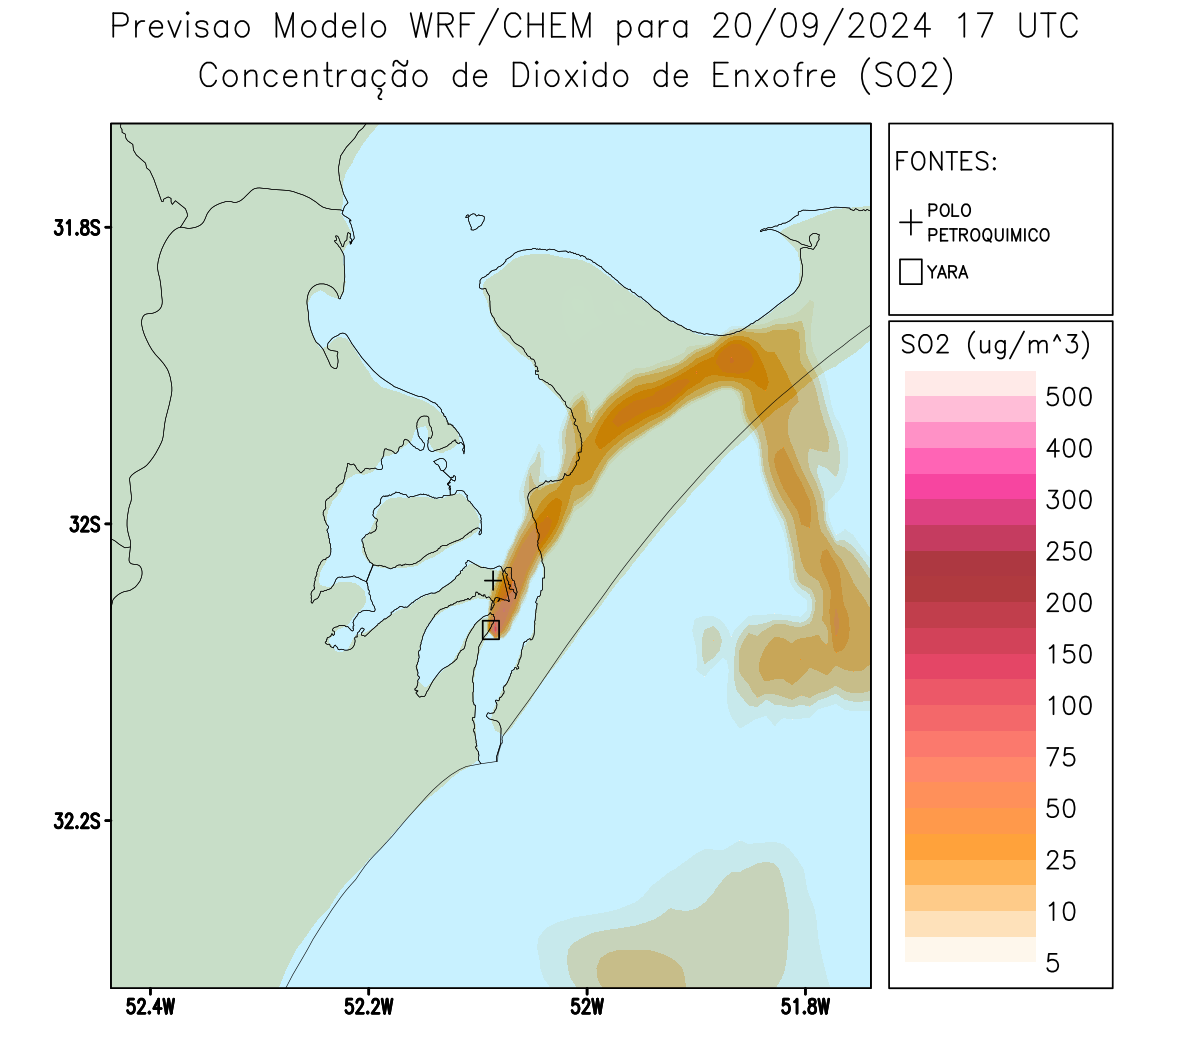 Previsao Modelo WRF/CHEM para 20/09/2024 17 UTC
Concentração de Dioxido de Enxofre (SO2)
FONTES:
POLO
PETROQUIMICO
YARA
SO2 (ug/m^3)
500
400
300
250
200
150
100
75
50
25
10
5
31.8S
32S
32.2S
52.4W
52.2W
52W
51.8W